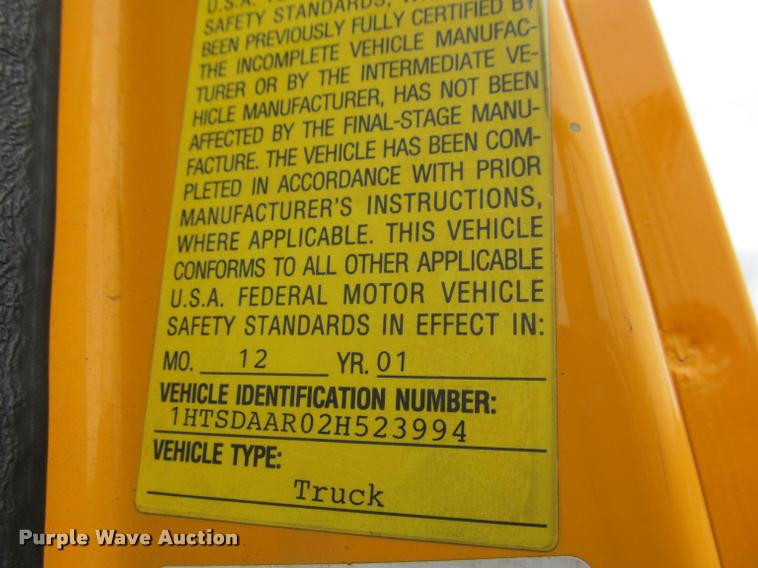 U.S.A.
SAFETY STANDARDS,
BEEN PREVIOUSLY FULLY CERTIFIED BY
THE INCOMPLETE VEHICLE MANUFAC-
TURER OR BY THE INTERMEDIATE VE-
HICLE MANUFACTURER, HAS NOT BEEN
AFFECTED BY THE FINAL-STAGE MANU-
FACTURE. THE VEHICLE HAS BEEN COM-
PLETED IN ACCORDANCE WITH PRIOR
MANUFACTURER'S INSTRUCTIONS,
WHERE APPLICABLE. THIS VEHICLE
CONFORMS TO ALL OTHER APPLICABLE
U.S.A. FEDERAL MOTOR VEHICLE
SAFETY STANDARDS IN EFFECT IN:
MO. 12 YR. 01
VEHICLE IDENTIFICATION NUMBER:
1HTSDAAR02H523994
VEHICLE TYPE:
Truck
Purple Wave Auction